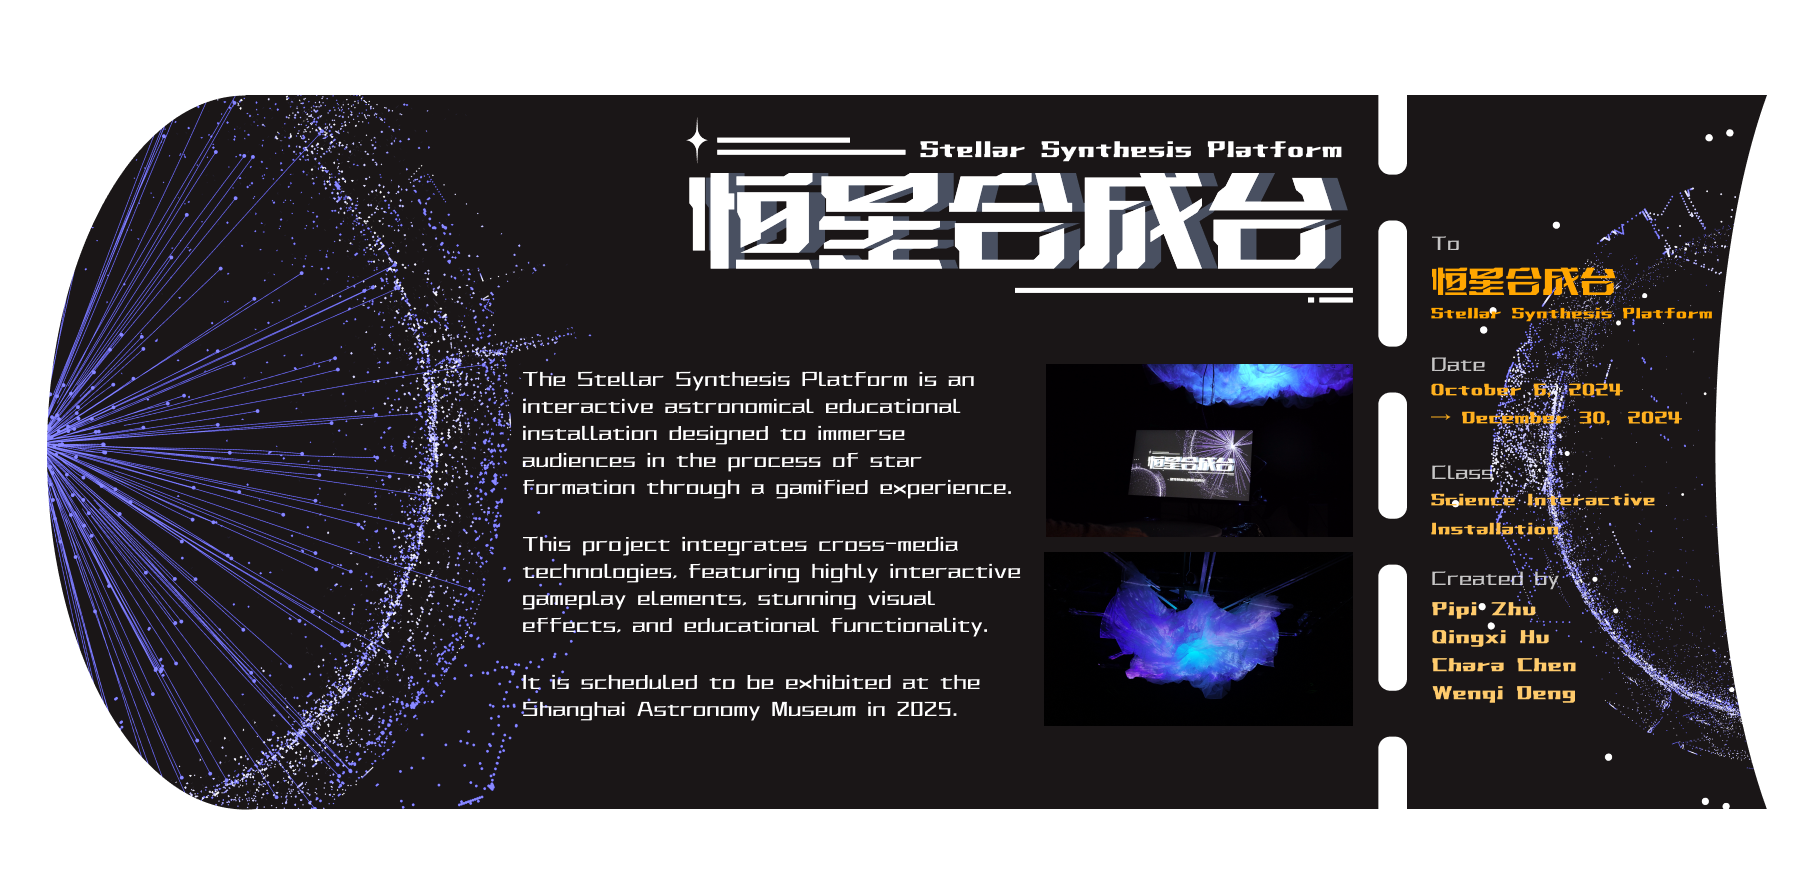 Stellar Synthesis Platform
恒星合成台
The Stellar Synthesis Platform is an
interactive astronomical educational
installation designed to immerse
audiences in the process of star
formation through a gamified experience.
This project integrates cross-media
technologies, featuring highly interactive
gameplay elements, stunning visual
effects, and educational functionality.
It is scheduled to be exhibited at the
Shanghai Astronomy Museum in 2025.
恒星合成台
To
恒星合成台
Stellar Synthesis Platform
Date
October 6, 2024
→ December 30, 2024
Class
Science Interactive
Installation
Created by
Pipi Zhu
Qingxi Hu
Chara Chen
Wenqi Deng